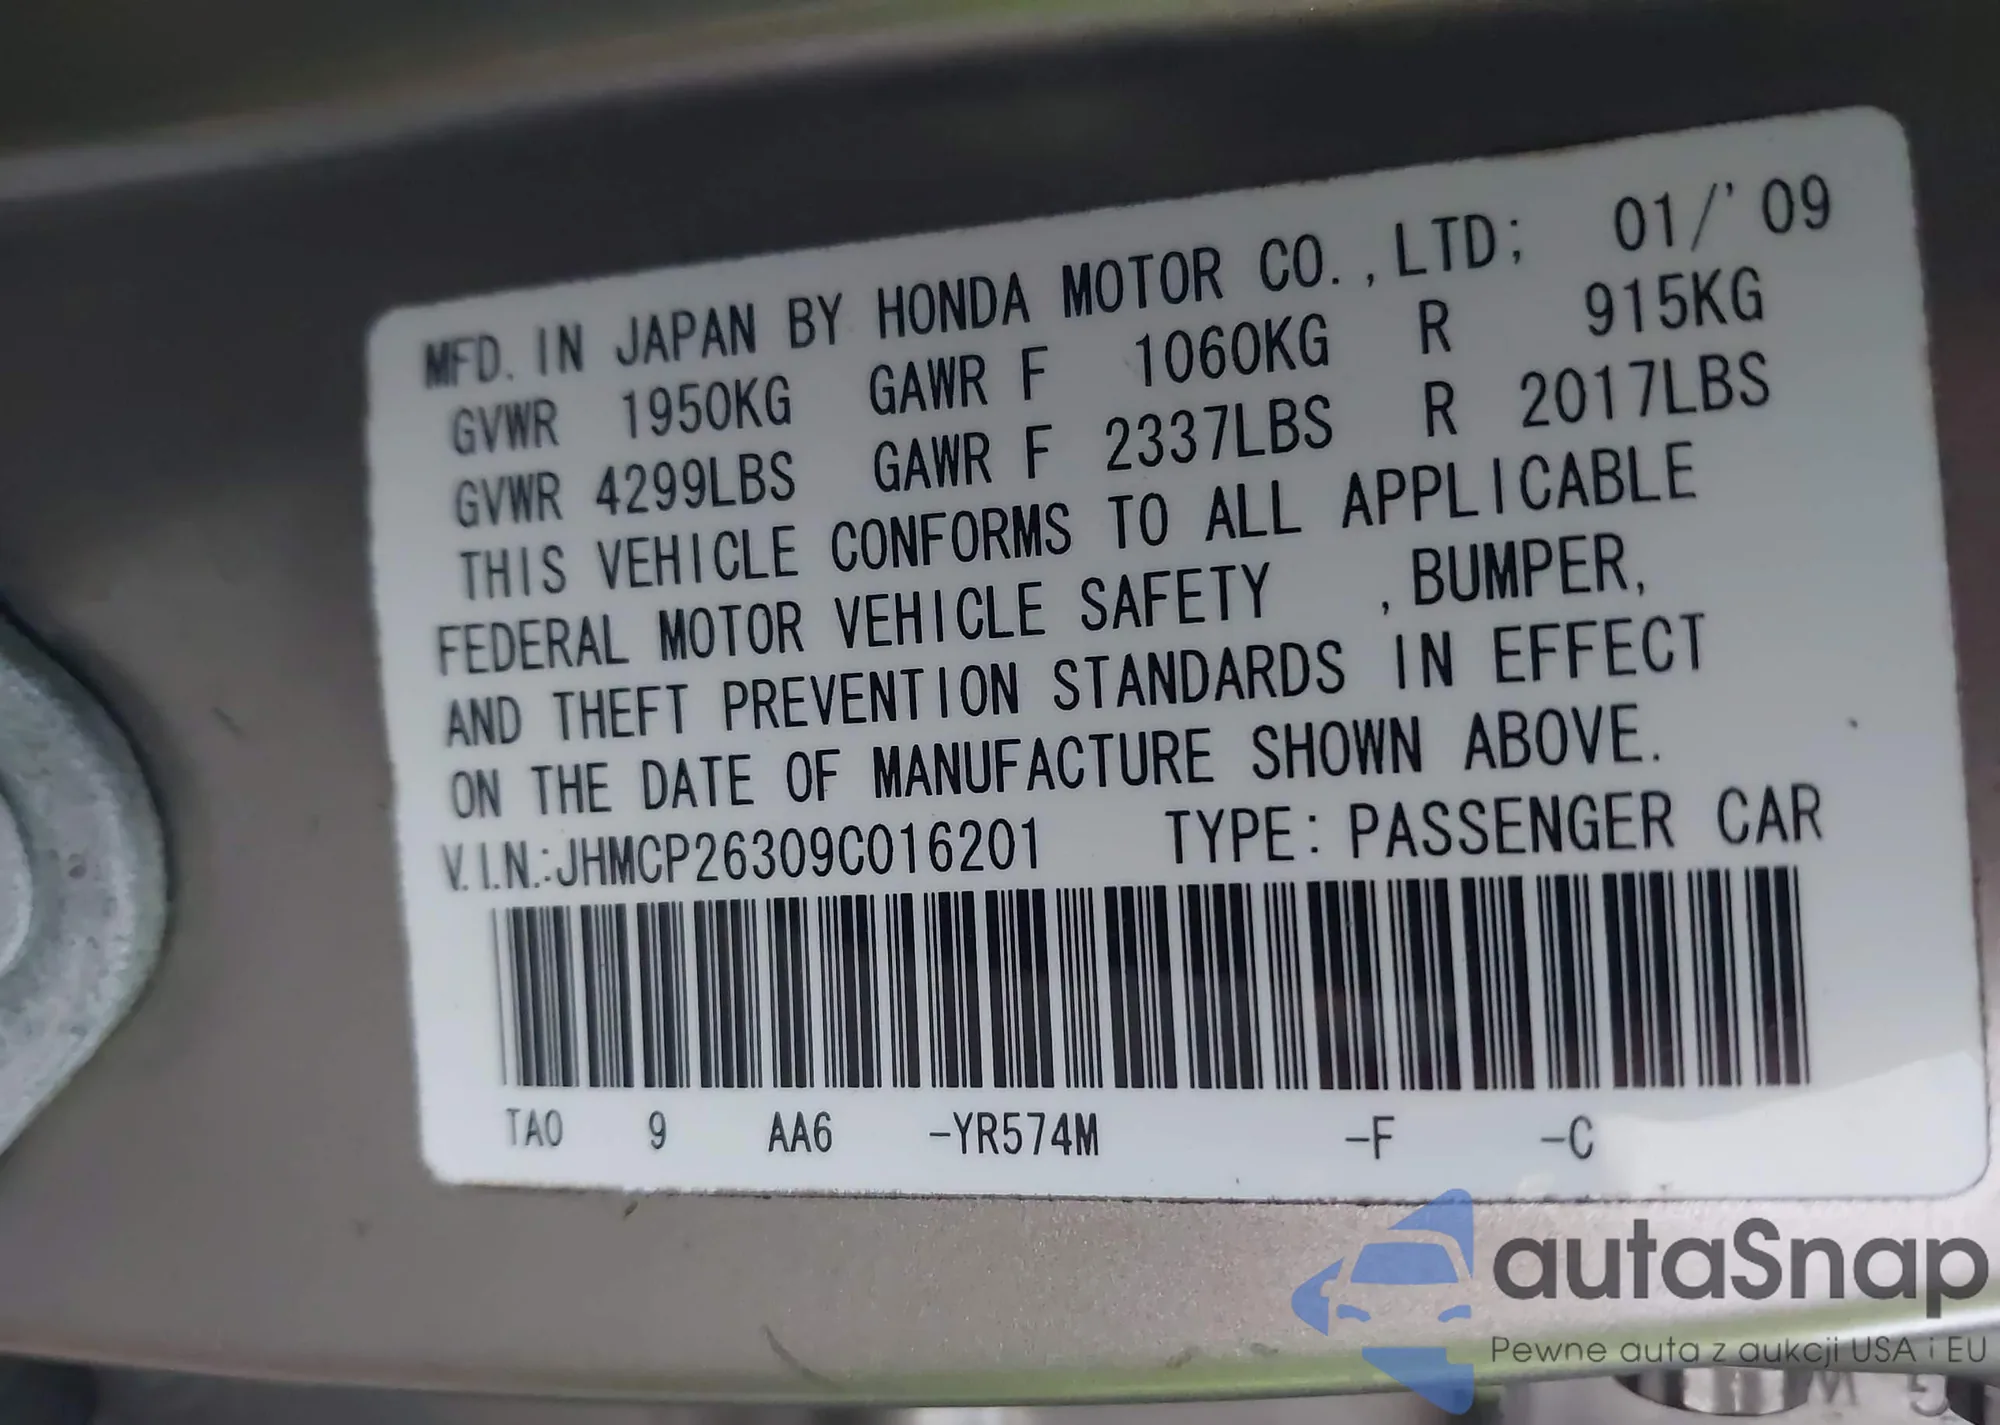 MFD. IN JAPAN BY HONDA MOTOR CO.,LTD; 01/'09
GVWR 1950KG GAWR F 1060KG R 915KG
GVWR 4299LBS GAWR F 2337LBS R 2017LBS
THIS VEHICLE CONFORMS TO ALL APPLICABLE
FEDERAL MOTOR VEHICLE SAFETY ,BUMPER,
AND THEFT PREVENTION STANDARDS IN EFFECT
ON THE DATE OF MANUFACTURE SHOWN ABOVE.
V.I.N.:JHMCP26309C016201 TYPE: PASSENGER CAR
TA0 9 AA6 -YR574M -F -C
autaSnap
Pewne auta z aukcji USA i EU